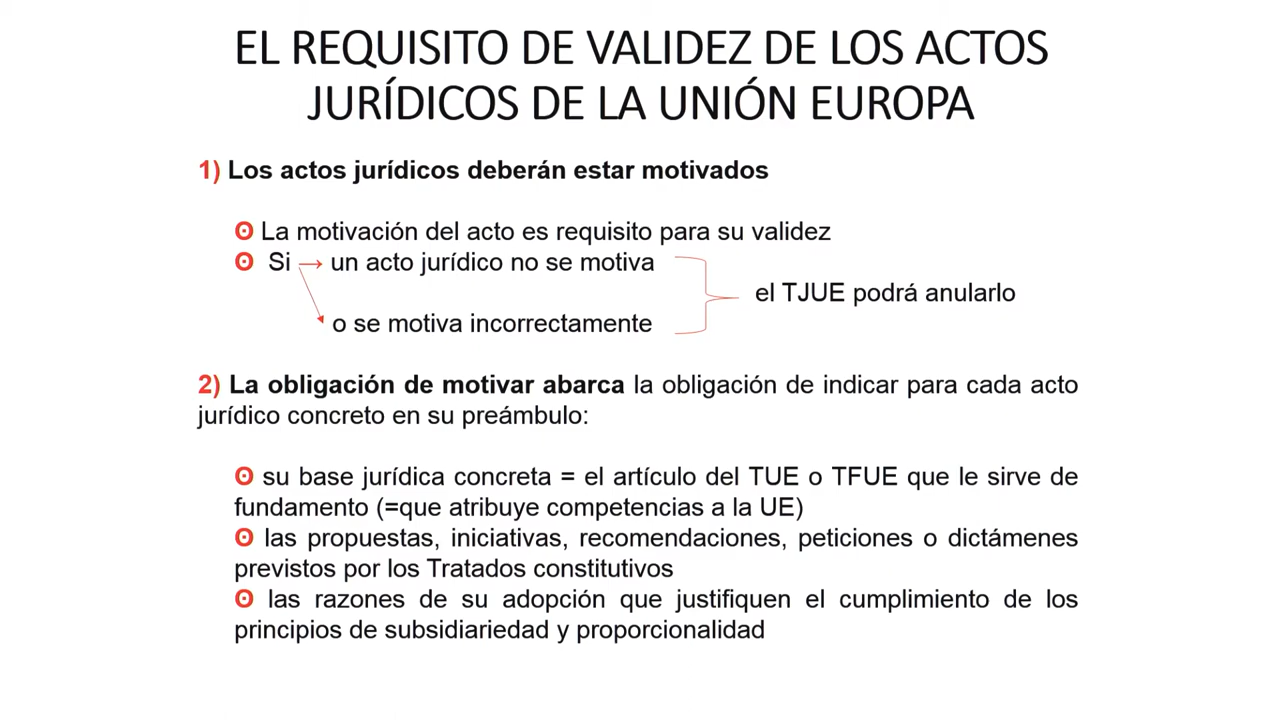 EL REQUISITO DE VALIDEZ DE LOS ACTOS
JURÍDICOS DE LA UNIÓN EUROPA
1) Los actos jurídicos deberán estar motivados
ʘ La motivación del acto es requisito para su validez
ʘ Si → un acto jurídico no se motiva
el TJUE podrá anularlo
o se motiva incorrectamente
2) La obligación de motivar abarca la obligación de indicar para cada acto
jurídico concreto en su preámbulo:
ʘ su base jurídica concreta = el artículo del TUE o TFUE que le sirve de
fundamento (=que atribuye competencias a la UE)
ʘ las propuestas, iniciativas, recomendaciones, peticiones o dictámenes
previstos por los Tratados constitutivos
ʘ las razones de su adopción que justifiquen el cumplimiento de los
principios de subsidiariedad y proporcionalidad